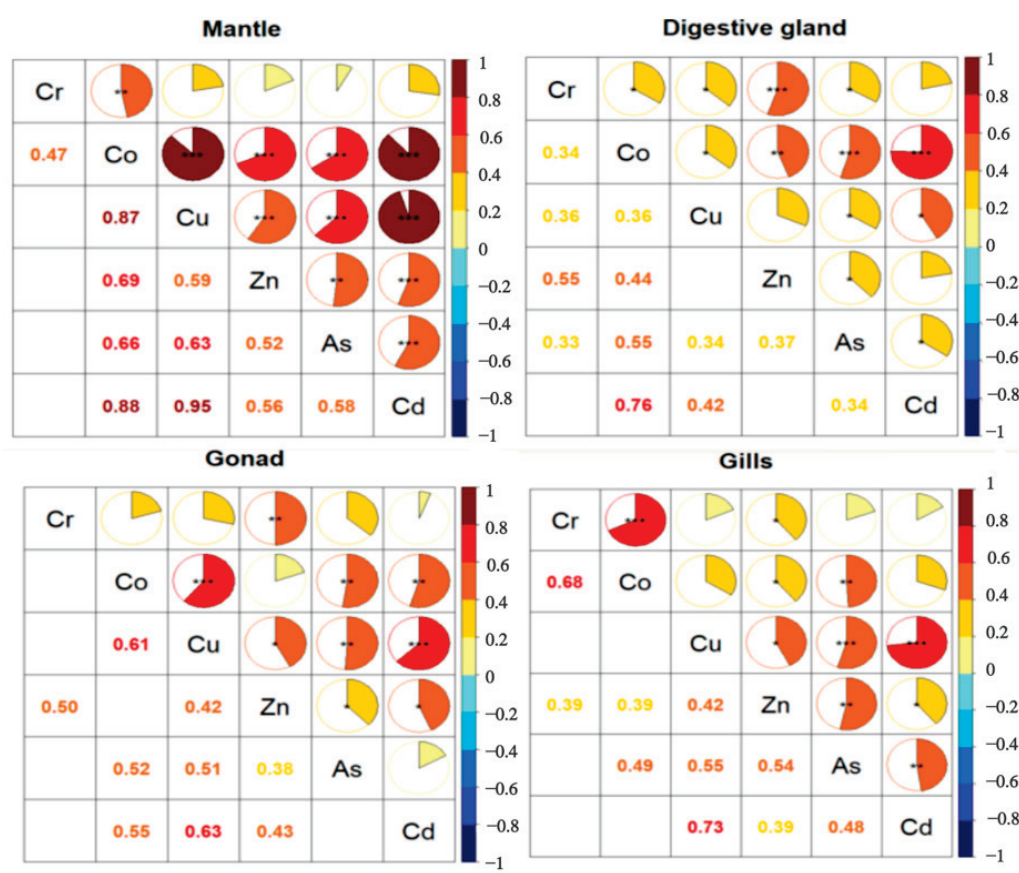 Mantle
Cr ** 
0.47 Co *** *** *** ***
0.87 Cu *** *** ***
0.69 0.59 Zn ** ***
0.66 0.63 0.52 As ***
0.88 0.95 0.56 0.58 Cd
1
0.8
0.6
0.4
0.2
0
−0.2
−0.4
−0.6
−0.8
−1
Digestive gland
Cr * * *** *
0.34 Co * ** *** ***
0.36 0.36 Cu * *
0.55 0.44 Zn *
0.33 0.55 0.34 0.37 As *
0.76 0.42 0.34 Cd
1
0.8
0.6
0.4
0.2
0
−0.2
−0.4
−0.6
−0.8
−1
Gonad
Cr **
Co *** ** **
0.61 Cu * ** ***
0.50 0.42 Zn * *
0.52 0.51 0.38 As
0.55 0.63 0.43 Cd
1
0.8
0.6
0.4
0.2
0
−0.2
−0.4
−0.6
−0.8
−1
Gills
Cr *** *
0.68 Co * **
Cu * *** ***
0.39 0.39 0.42 Zn ** *
0.49 0.55 0.54 As **
0.73 0.39 0.48 Cd
1
0.8
0.6
0.4
0.2
0
−0.2
−0.4
−0.6
−0.8
−1